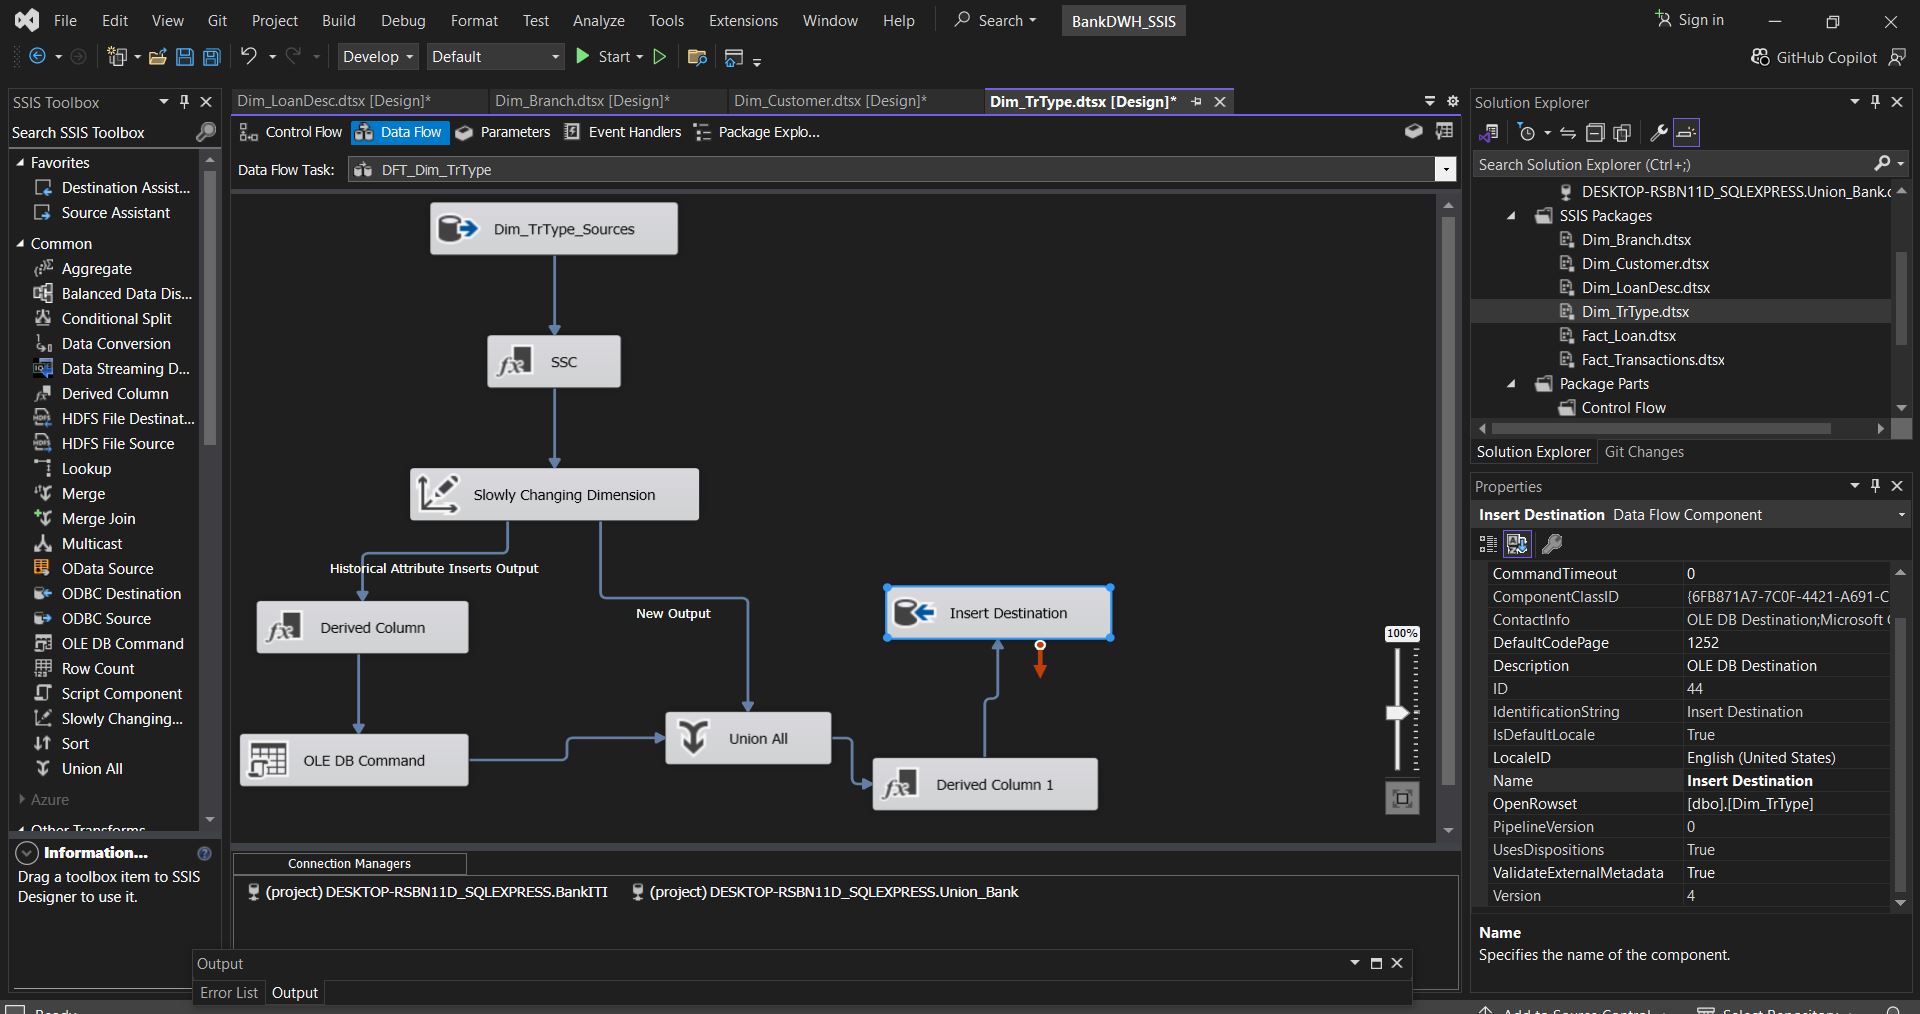 File Edit View Git Project Build Debug Format Test Analyze Tools Extensions Window Help Search BankDWH_SSIS Sign in
Develop Default Start GitHub Copilot
SSIS Toolbox
Search SSIS Toolbox
Favorites
Destination Assist...
Source Assistant
Common
Aggregate
Balanced Data Dis...
Conditional Split
Data Conversion
Data Streaming D...
Derived Column
HDFS File Destinat...
HDFS File Source
Lookup
Merge
Merge Join
Multicast
OData Source
ODBC Destination
ODBC Source
OLE DB Command
Row Count
Script Component
Slowly Changing...
Sort
Union All
Azure
Other Transforms
Information...
Drag a toolbox item to SSIS
Designer to use it.
Dim_LoanDesc.dtsx [Design]* Dim_Branch.dtsx [Design]* Dim_Customer.dtsx [Design]* Dim_TrType.dtsx [Design]*
Control Flow Data Flow Parameters Event Handlers Package Explo...
Data Flow Task: DFT_Dim_TrType
Dim_TrType_Sources
fx SSC
Slowly Changing Dimension
Historical Attribute Inserts Output
New Output
fx Derived Column
Insert Destination
OLE DB Command
Union All
fx Derived Column 1
100%
Connection Managers
(project) DESKTOP-RSBN11D_SQLEXPRESS.BankITI (project) DESKTOP-RSBN11D_SQLEXPRESS.Union_Bank
Output
Error List Output
Solution Explorer
Search Solution Explorer (Ctrl+;)
DESKTOP-RSBN11D_SQLEXPRESS.Union_Bank.c
SSIS Packages
Dim_Branch.dtsx
Dim_Customer.dtsx
Dim_LoanDesc.dtsx
Dim_TrType.dtsx
Fact_Loan.dtsx
Fact_Transactions.dtsx
Package Parts
Control Flow
Solution Explorer Git Changes
Properties
Insert Destination Data Flow Component
CommandTimeout 0
ComponentClassID {6FB871A7-7C0F-4421-A691-C
ContactInfo OLE DB Destination;Microsoft C
DefaultCodePage 1252
Description OLE DB Destination
ID 44
IdentificationString Insert Destination
IsDefaultLocale True
LocaleID English (United States)
Name Insert Destination
OpenRowset [dbo].[Dim_TrType]
PipelineVersion 0
UsesDispositions True
ValidateExternalMetadata True
Version 4
Name
Specifies the name of the component.
Ready Add to Source Control Select Repository